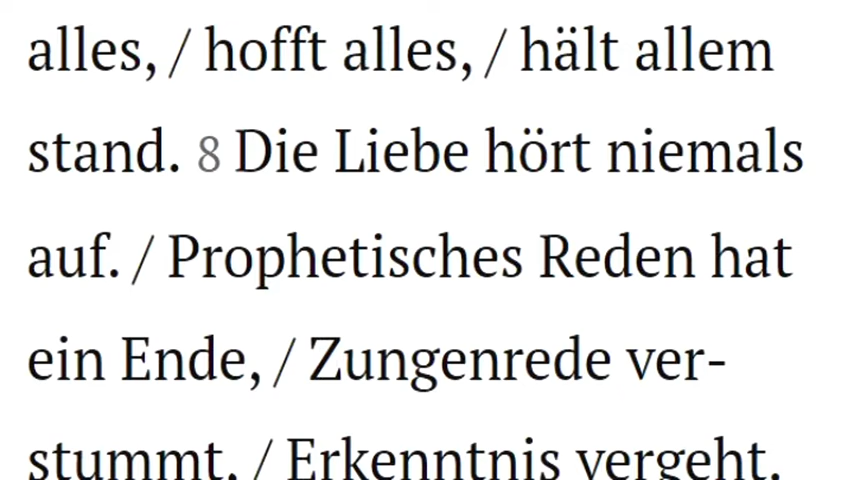 alles, / hofft alles, / hält allem
stand. 8 Die Liebe hört niemals
auf. / Prophetisches Reden hat
ein Ende, / Zungenrede ver-
stummt, / Erkenntnis vergeht.